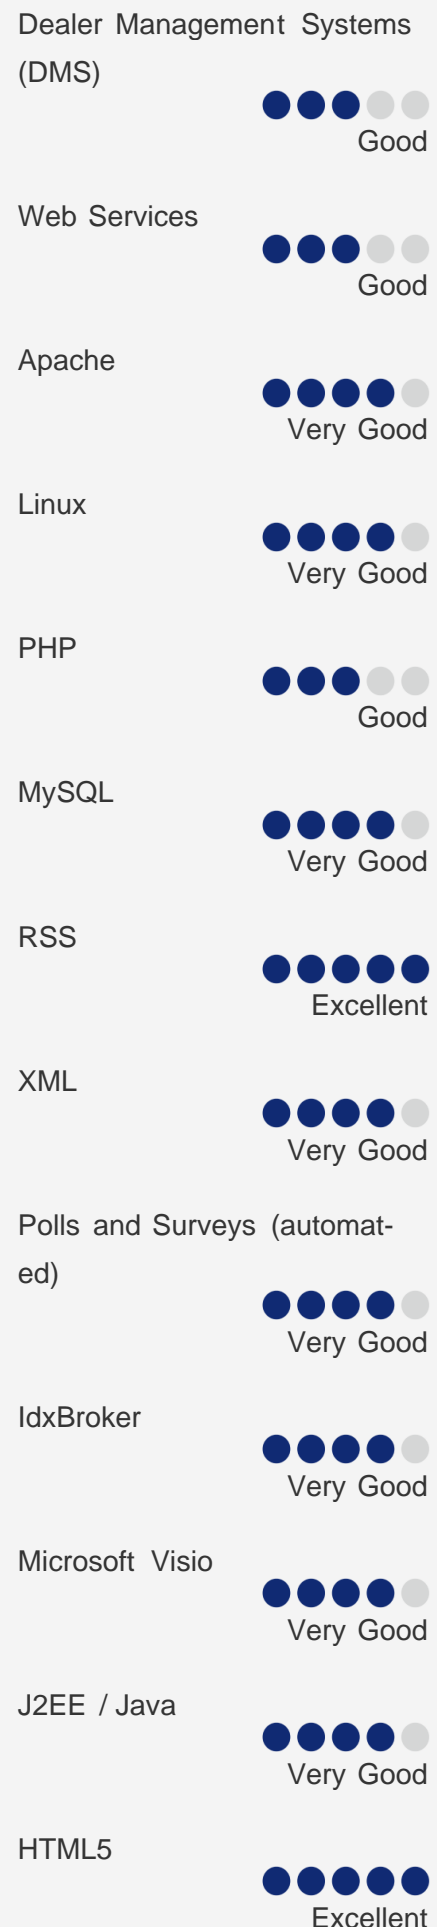 Dealer Management Systems
(DMS)
Good
Web Services
Good
Apache
Very Good
Linux
Very Good
PHP
Good
MySQL
Very Good
RSS
Excellent
XML
Very Good
Polls and Surveys (automat-
ed)
Very Good
IdxBroker
Very Good
Microsoft Visio
Very Good
J2EE / Java
Very Good
HTML5
Excellent